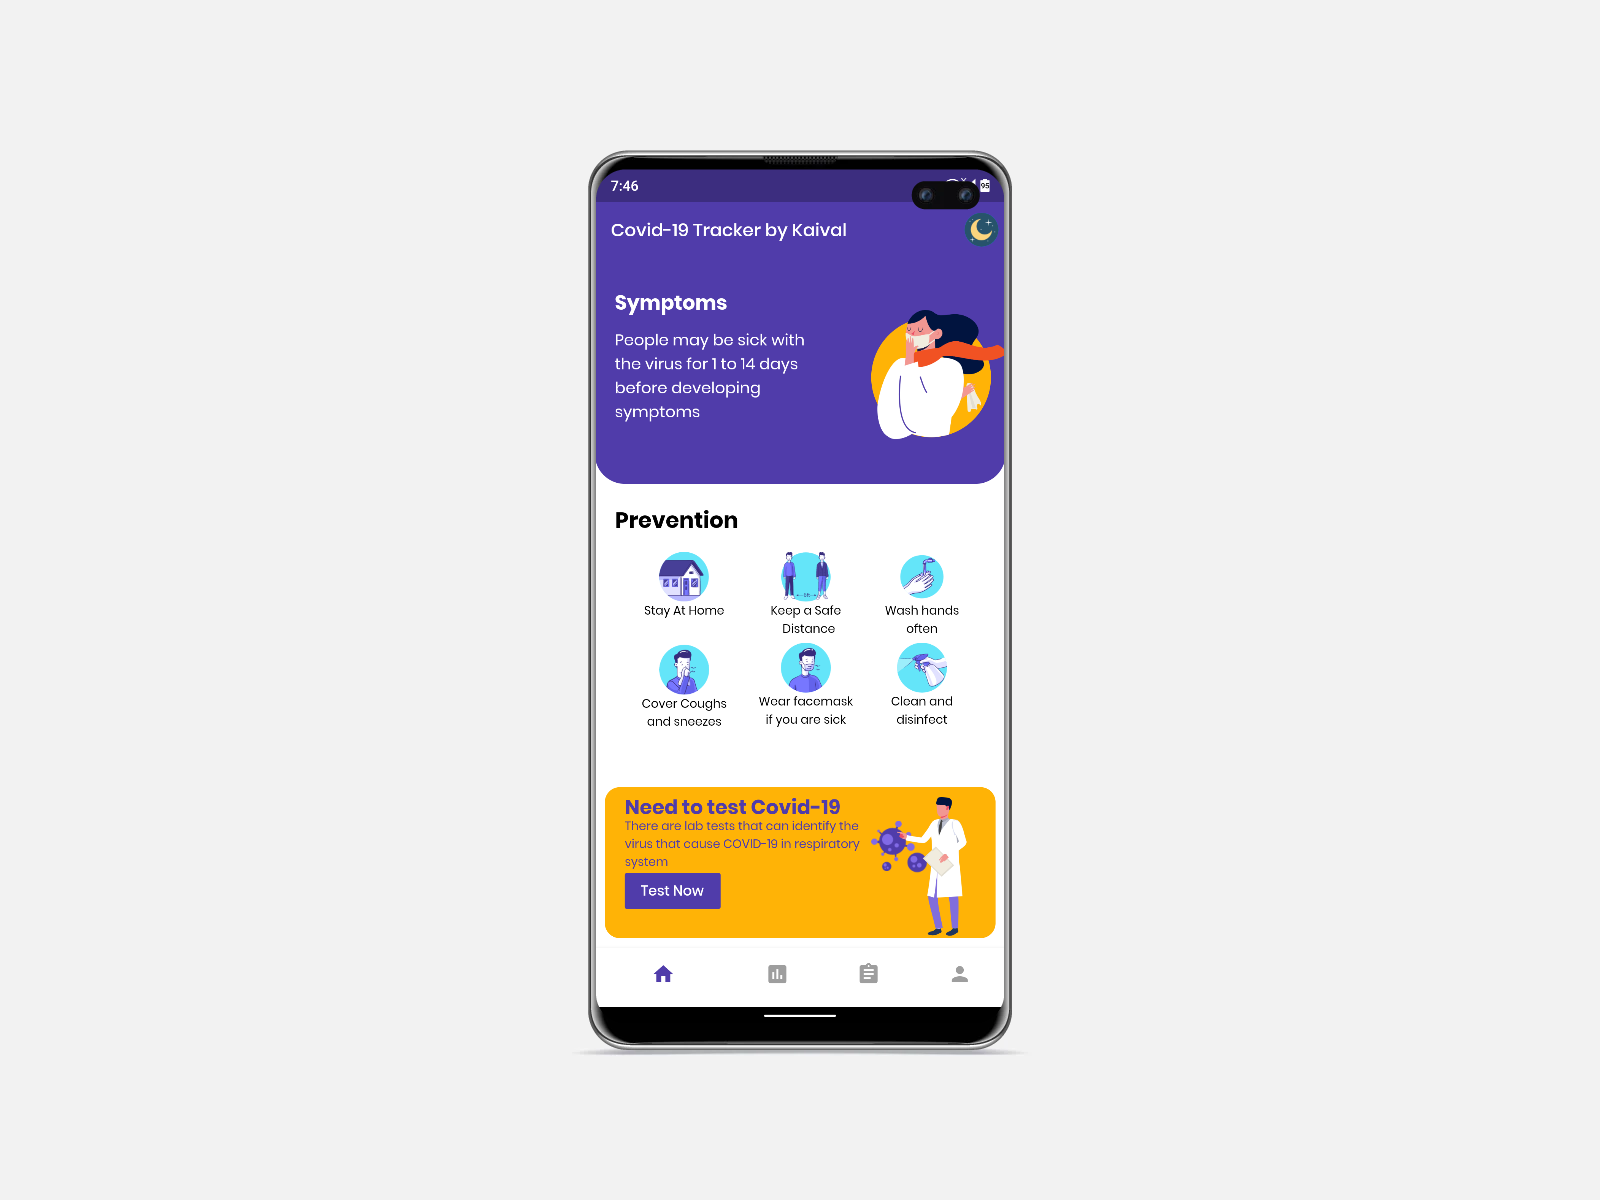 7:46
95
Covid-19 Tracker by Kaival
Symptoms
People may be sick with
the virus for 1 to 14 days
before developing
symptoms
Prevention
Stay At Home
Keep a Safe
Distance
Wash hands
often
Cover Coughs
and sneezes
Wear facemask
if you are sick
Clean and
disinfect
Need to test Covid-19
There are lab tests that can identify the
virus that cause COVID-19 in respiratory
system
Test Now